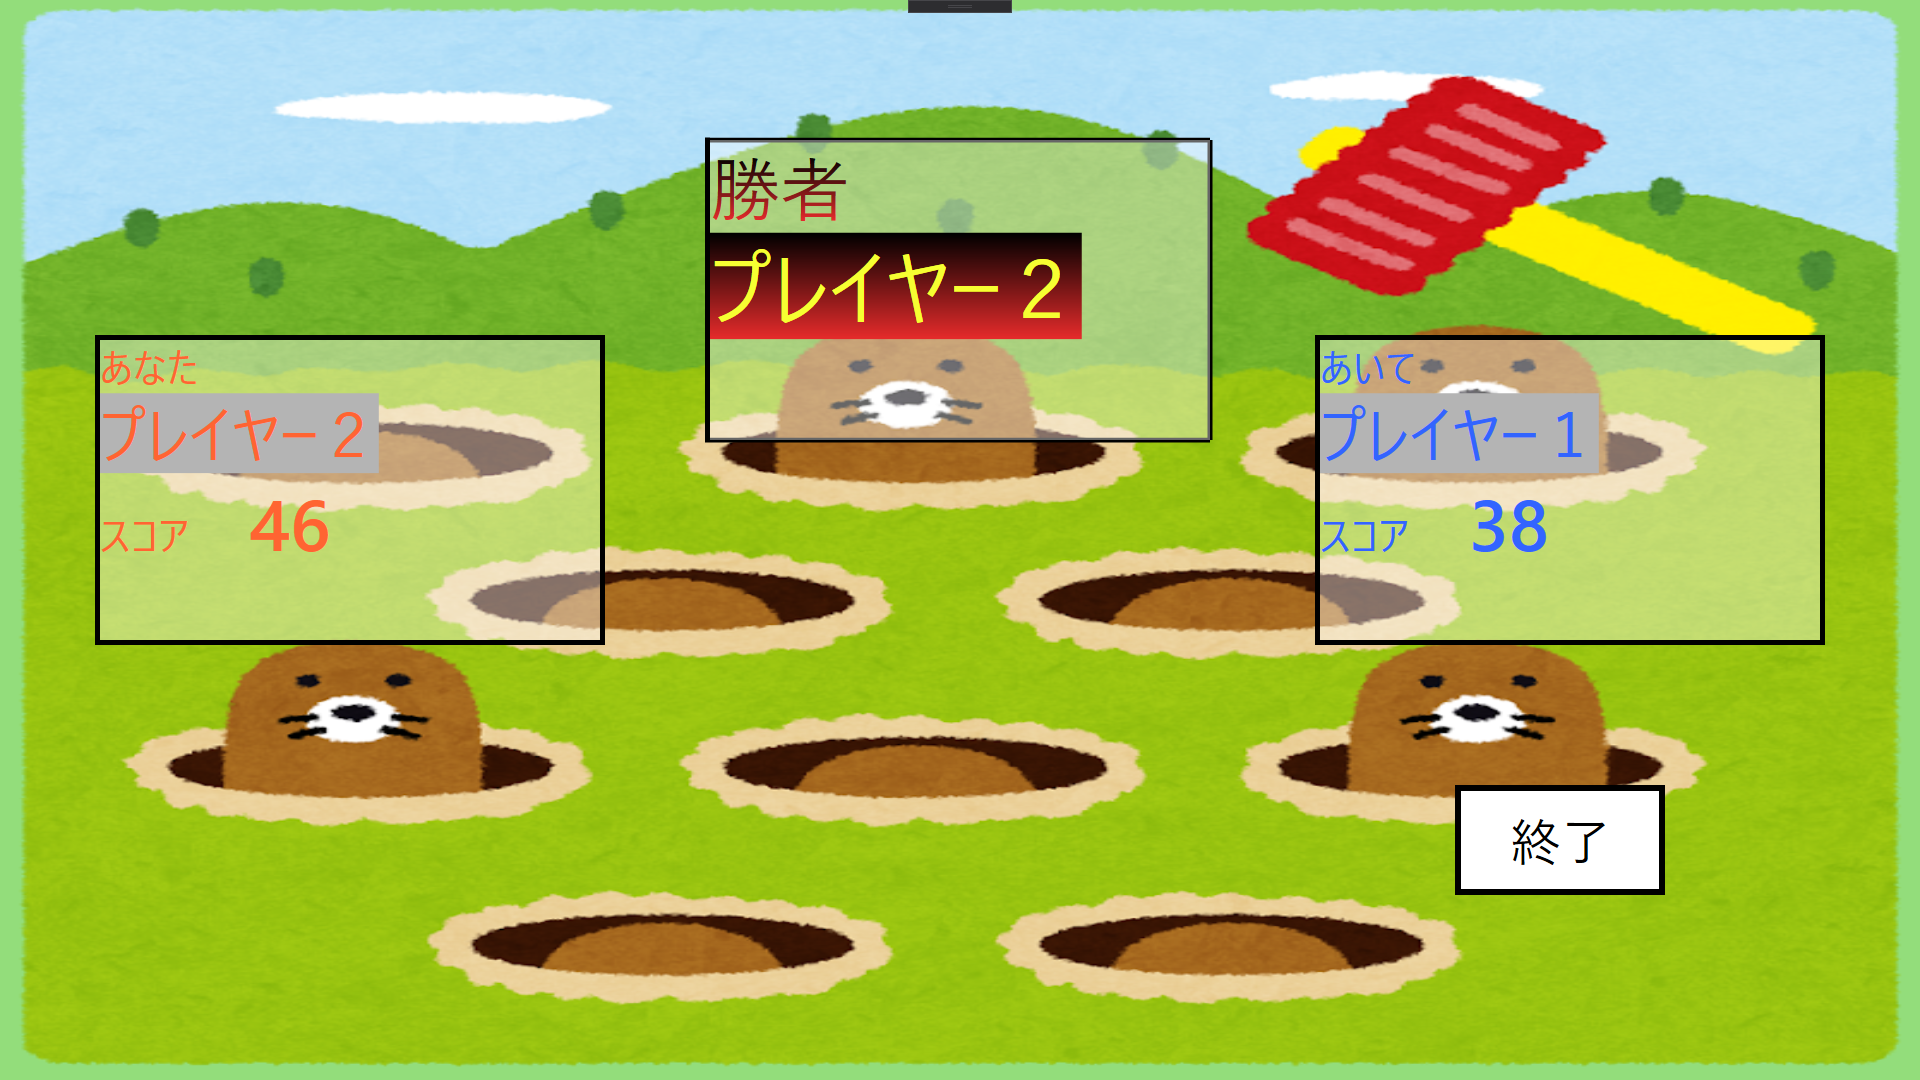 勝者
プレイヤー２
あなた
プレイヤー２
スコア 46
あいて
プレイヤー１
スコア 38
終了